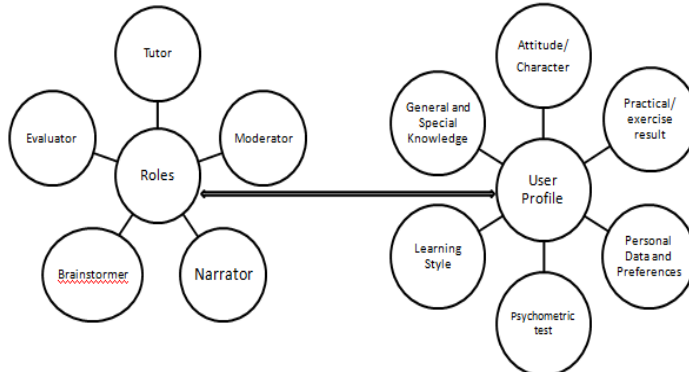 Tutor
Evaluator
Moderator
Roles
Brainstormer
Narrator
Attitude/
Character
General and
Special
Knowledge
Practical/
exercise
result
User
Profile
Learning
Style
Personal
Data and
Preferences
Psychometric
test